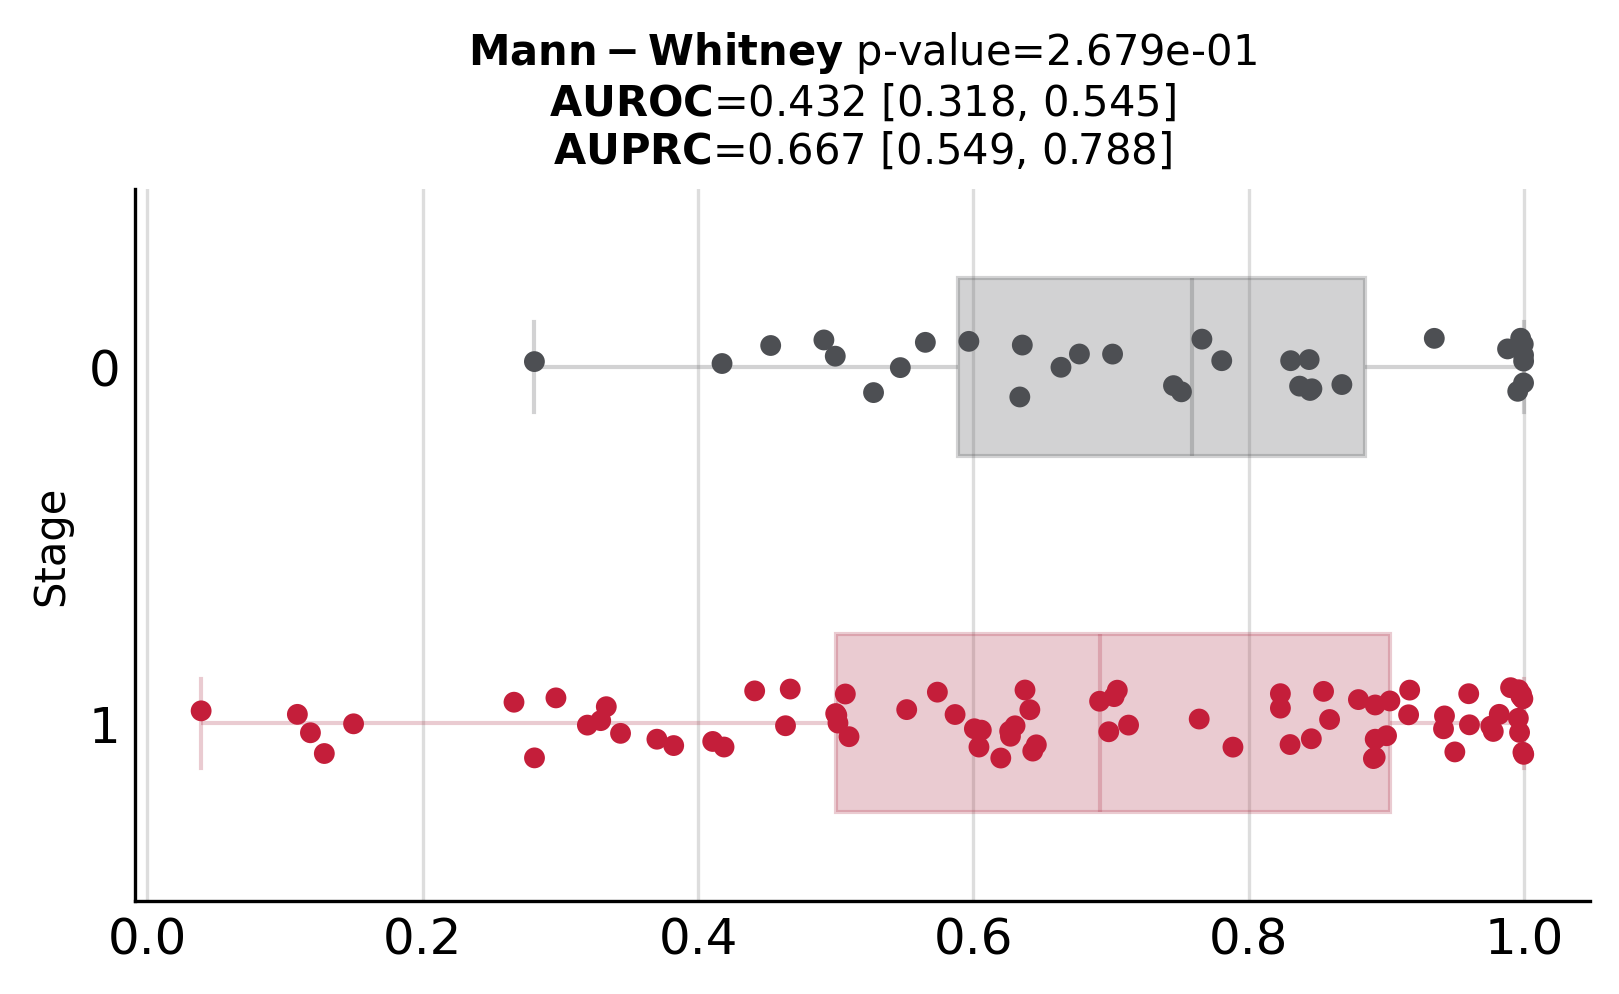 Mann − Whitney p-value=2.679e-01
AUROC=0.432 [0.318, 0.545]
AUPRC=0.667 [0.549, 0.788]
0
Stage
1
0.0 0.2 0.4 0.6 0.8 1.0